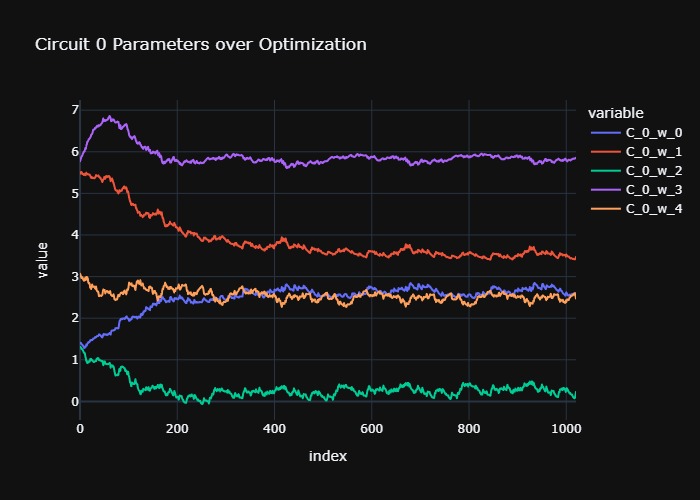 Circuit 0 Parameters over Optimization
variable
C_0_w_0
C_0_w_1
C_0_w_2
C_0_w_3
C_0_w_4
value
7
6
5
4
3
2
1
0
0 200 400 600 800 1000
index